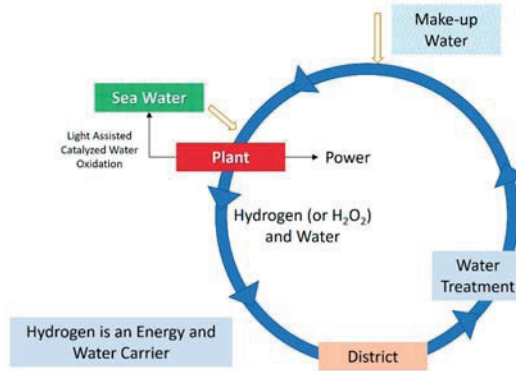 Make-up
Water
Sea Water
Light Assisted
Catalyzed Water
Oxidation
Plant
Power
Hydrogen (or H₂O₂)
and Water
Water
Treatment
Hydrogen is an Energy and
Water Carrier
District